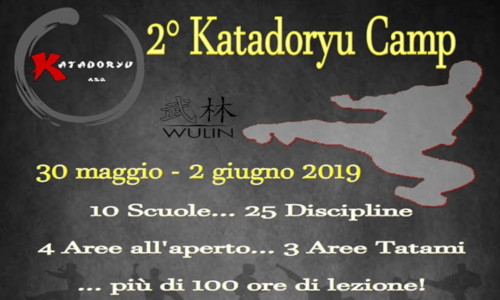 2° Katadoryu Camp
KATADORYU
a.s.d.
武林
WULIN
30 maggio - 2 giugno 2019
10 Scuole... 25 Discipline
4 Aree all'aperto... 3 Aree Tatami
... più di 100 ore di lezione!